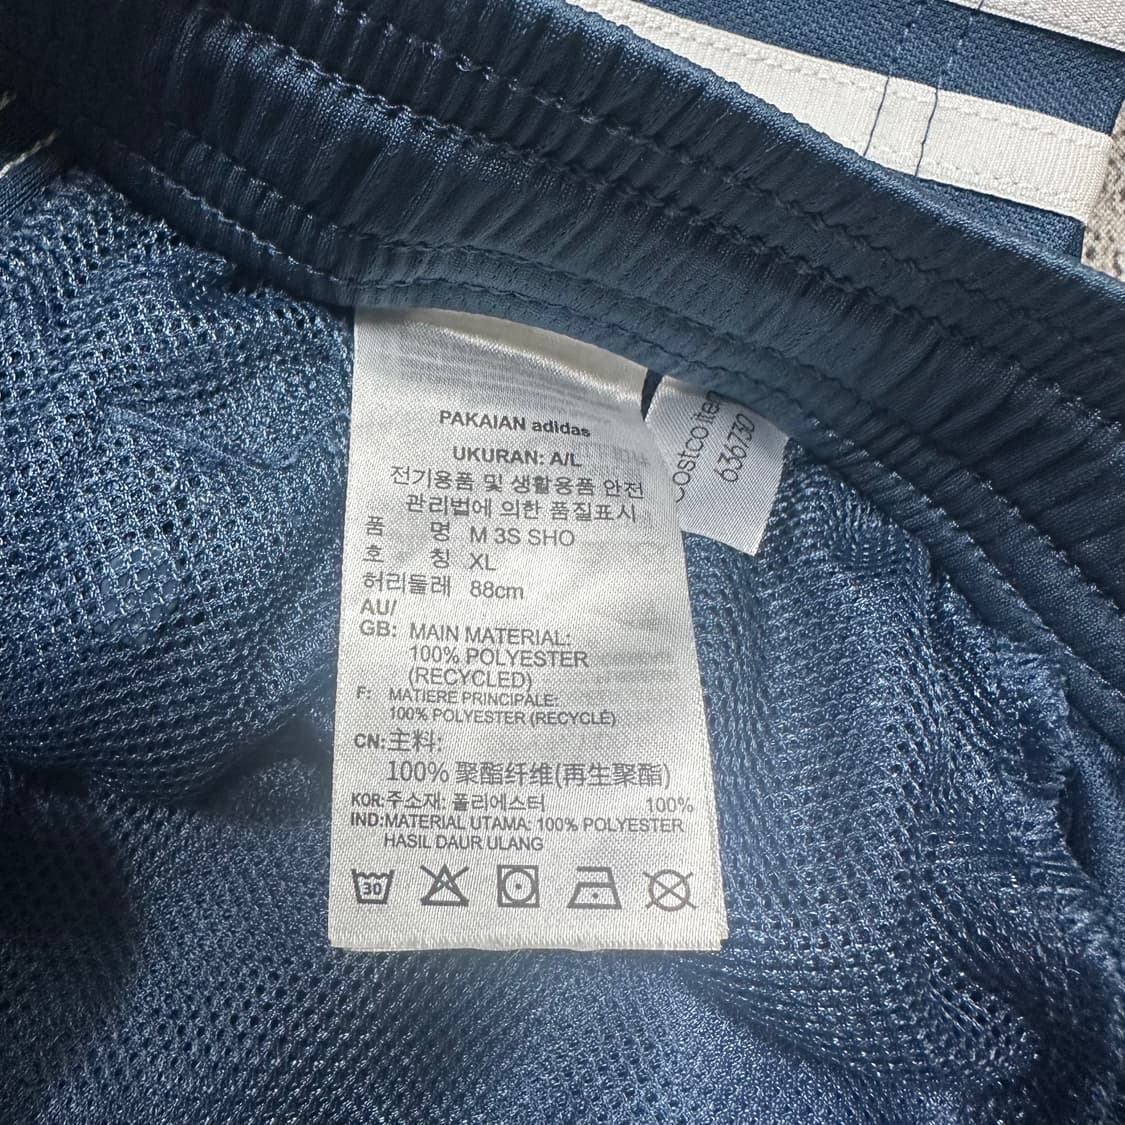 PAKAIAN adidas
UKURAN: A/L
전기용품 및 생활용품 안전
관리법에 의한 품질표시
품 명 M 3S SHO
호 칭 XL
허리둘레 88cm
AU/
GB: MAIN MATERIAL:
100% POLYESTER
(RECYCLED)
F: MATIERE PRINCIPALE:
100% POLYESTER (RECYCLÉ)
CN:主料:
100% 聚酯纤维(再生聚酯)
KOR:주소재: 폴리에스터 100%
IND:MATERIAL UTAMA: 100% POLYESTER
HASIL DAUR ULANG
30
636730